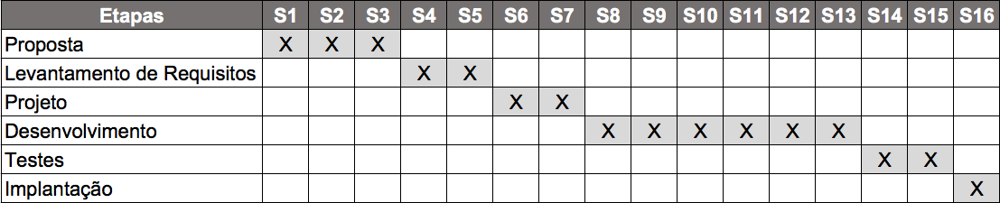 Etapas S1 S2 S3 S4 S5 S6 S7 S8 S9 S10 S11 S12 S13 S14 S15 S16
Proposta X X X
Levantamento de Requisitos X X
Projeto X X
Desenvolvimento X X X X X X
Testes X X
Implantação X